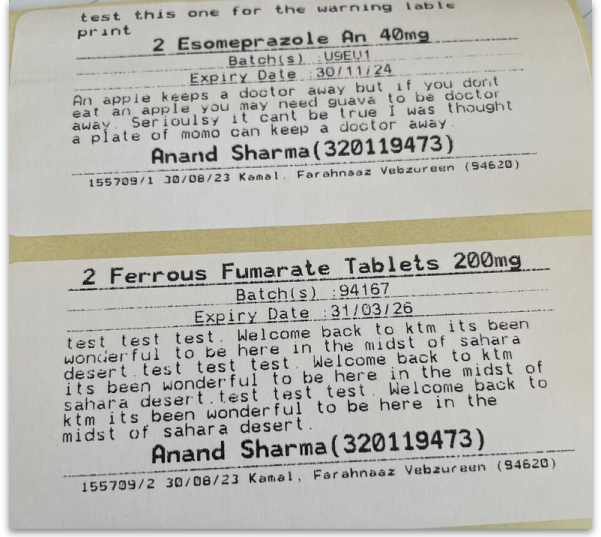 test this one for the warning lable
print
2 Esomeprazole An 40mg
Batch(s) :U9EU1
Expiry Date :30/11/24
An apple keeps a doctor away but if you dont
eat an apple you may need guava to be doctor
away. Serioulsy it cant be true I was thought
a plate of momo can keep a doctor away.
Anand Sharma(320119473)
155709/1 30/08/23 Kamal, Farahnaaz Vebzureen (94620)
2 Ferrous Fumarate Tablets 200mg
Batch(s) :94167
Expiry Date :31/03/26
test test test. Welcome back to ktm its been
wonderful to be here in the midst of sahara
desert.test test test. Welcome back to ktm
its been wonderful to be here in the midst of
sahara desert.test test test. Welcome back to
ktm its been wonderful to be here in the
midst of sahara desert.
Anand Sharma(320119473)
155709/2 30/08/23 Kamal, Farahnaaz Vebzureen (94620)